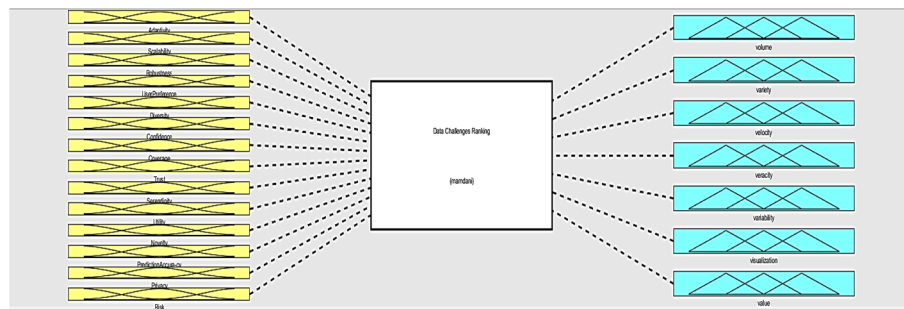 Adaptivity
Scalability
Robustness
UserPreference
Diversity
Confidence
Coverage
Trust
Serendipity
Utility
Novelty
PredictionAccuracy
Privacy
Risk
Data Challenges Ranking
(mamdani)
volume
variety
velocity
veracity
variability
visualization
value